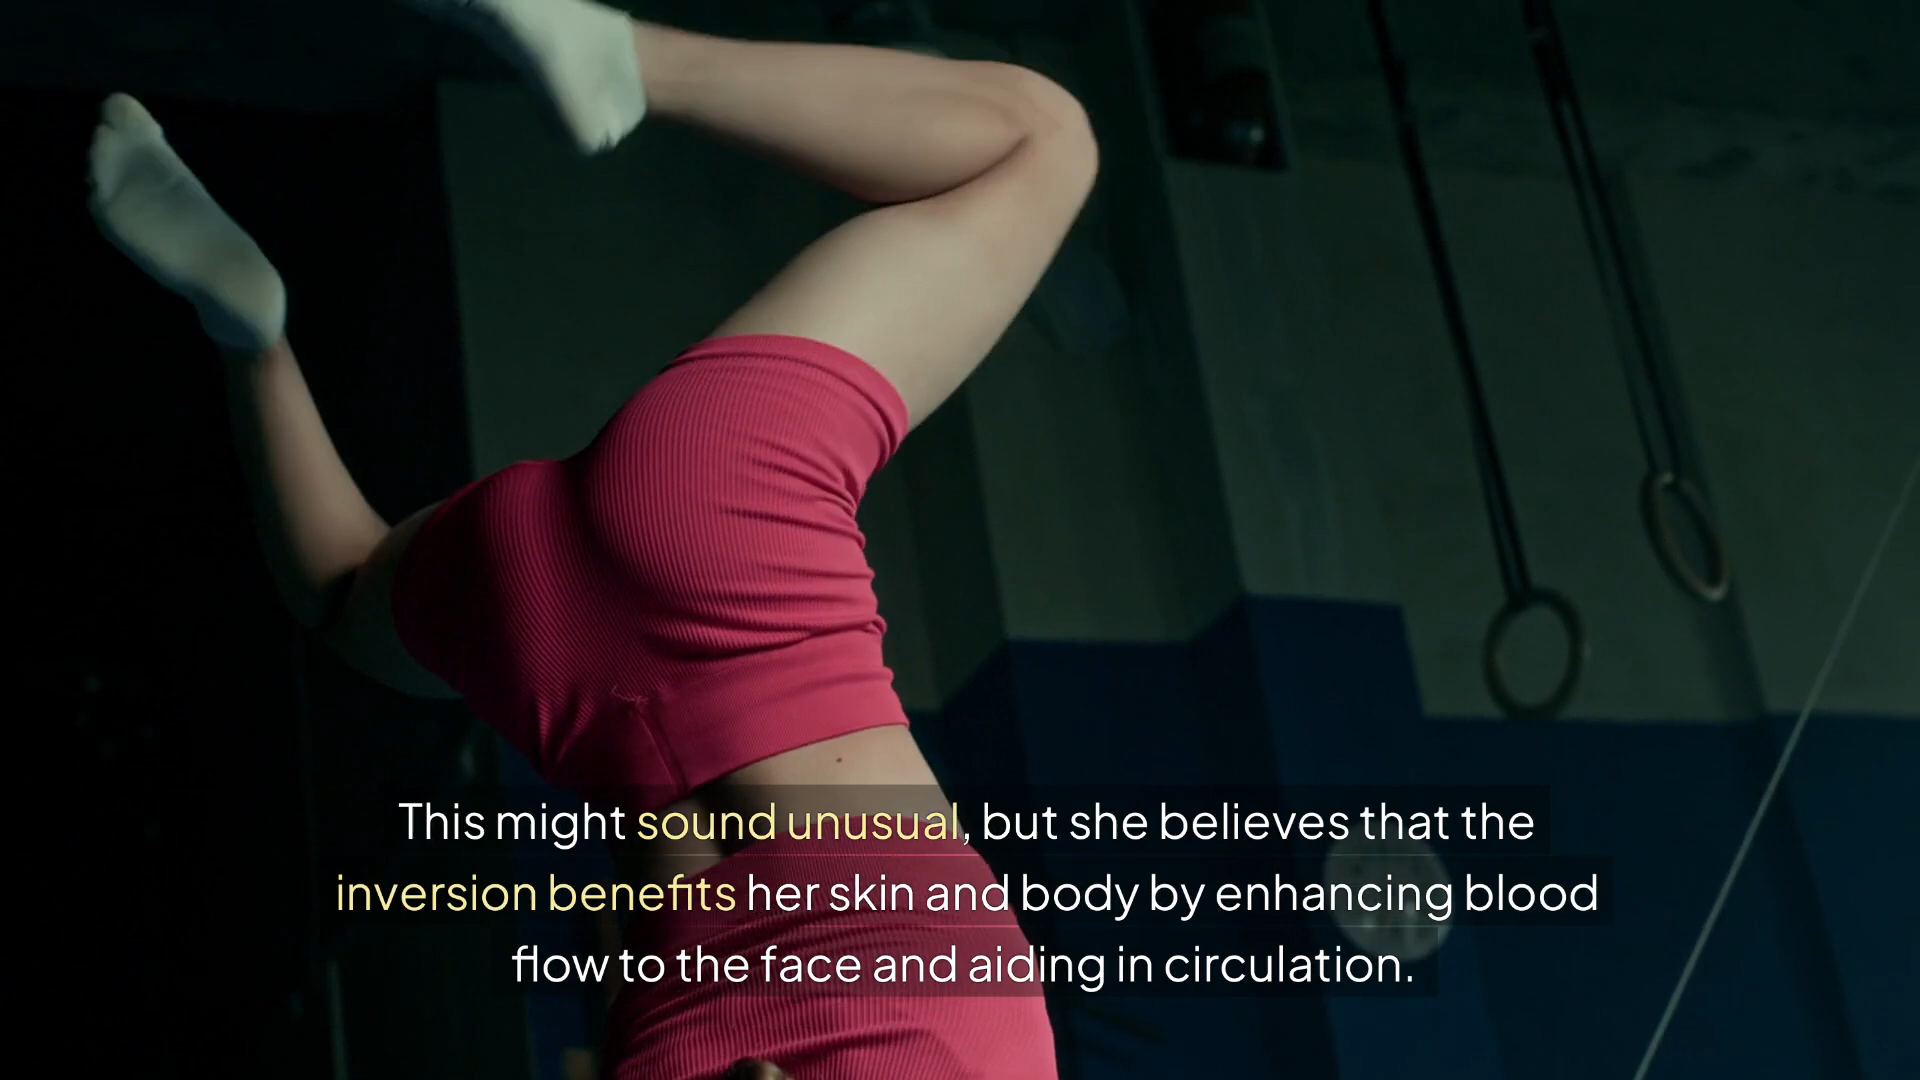 This might sound unusual, but she believes that the
inversion benefits her skin and body by enhancing blood
flow to the face and aiding in circulation.